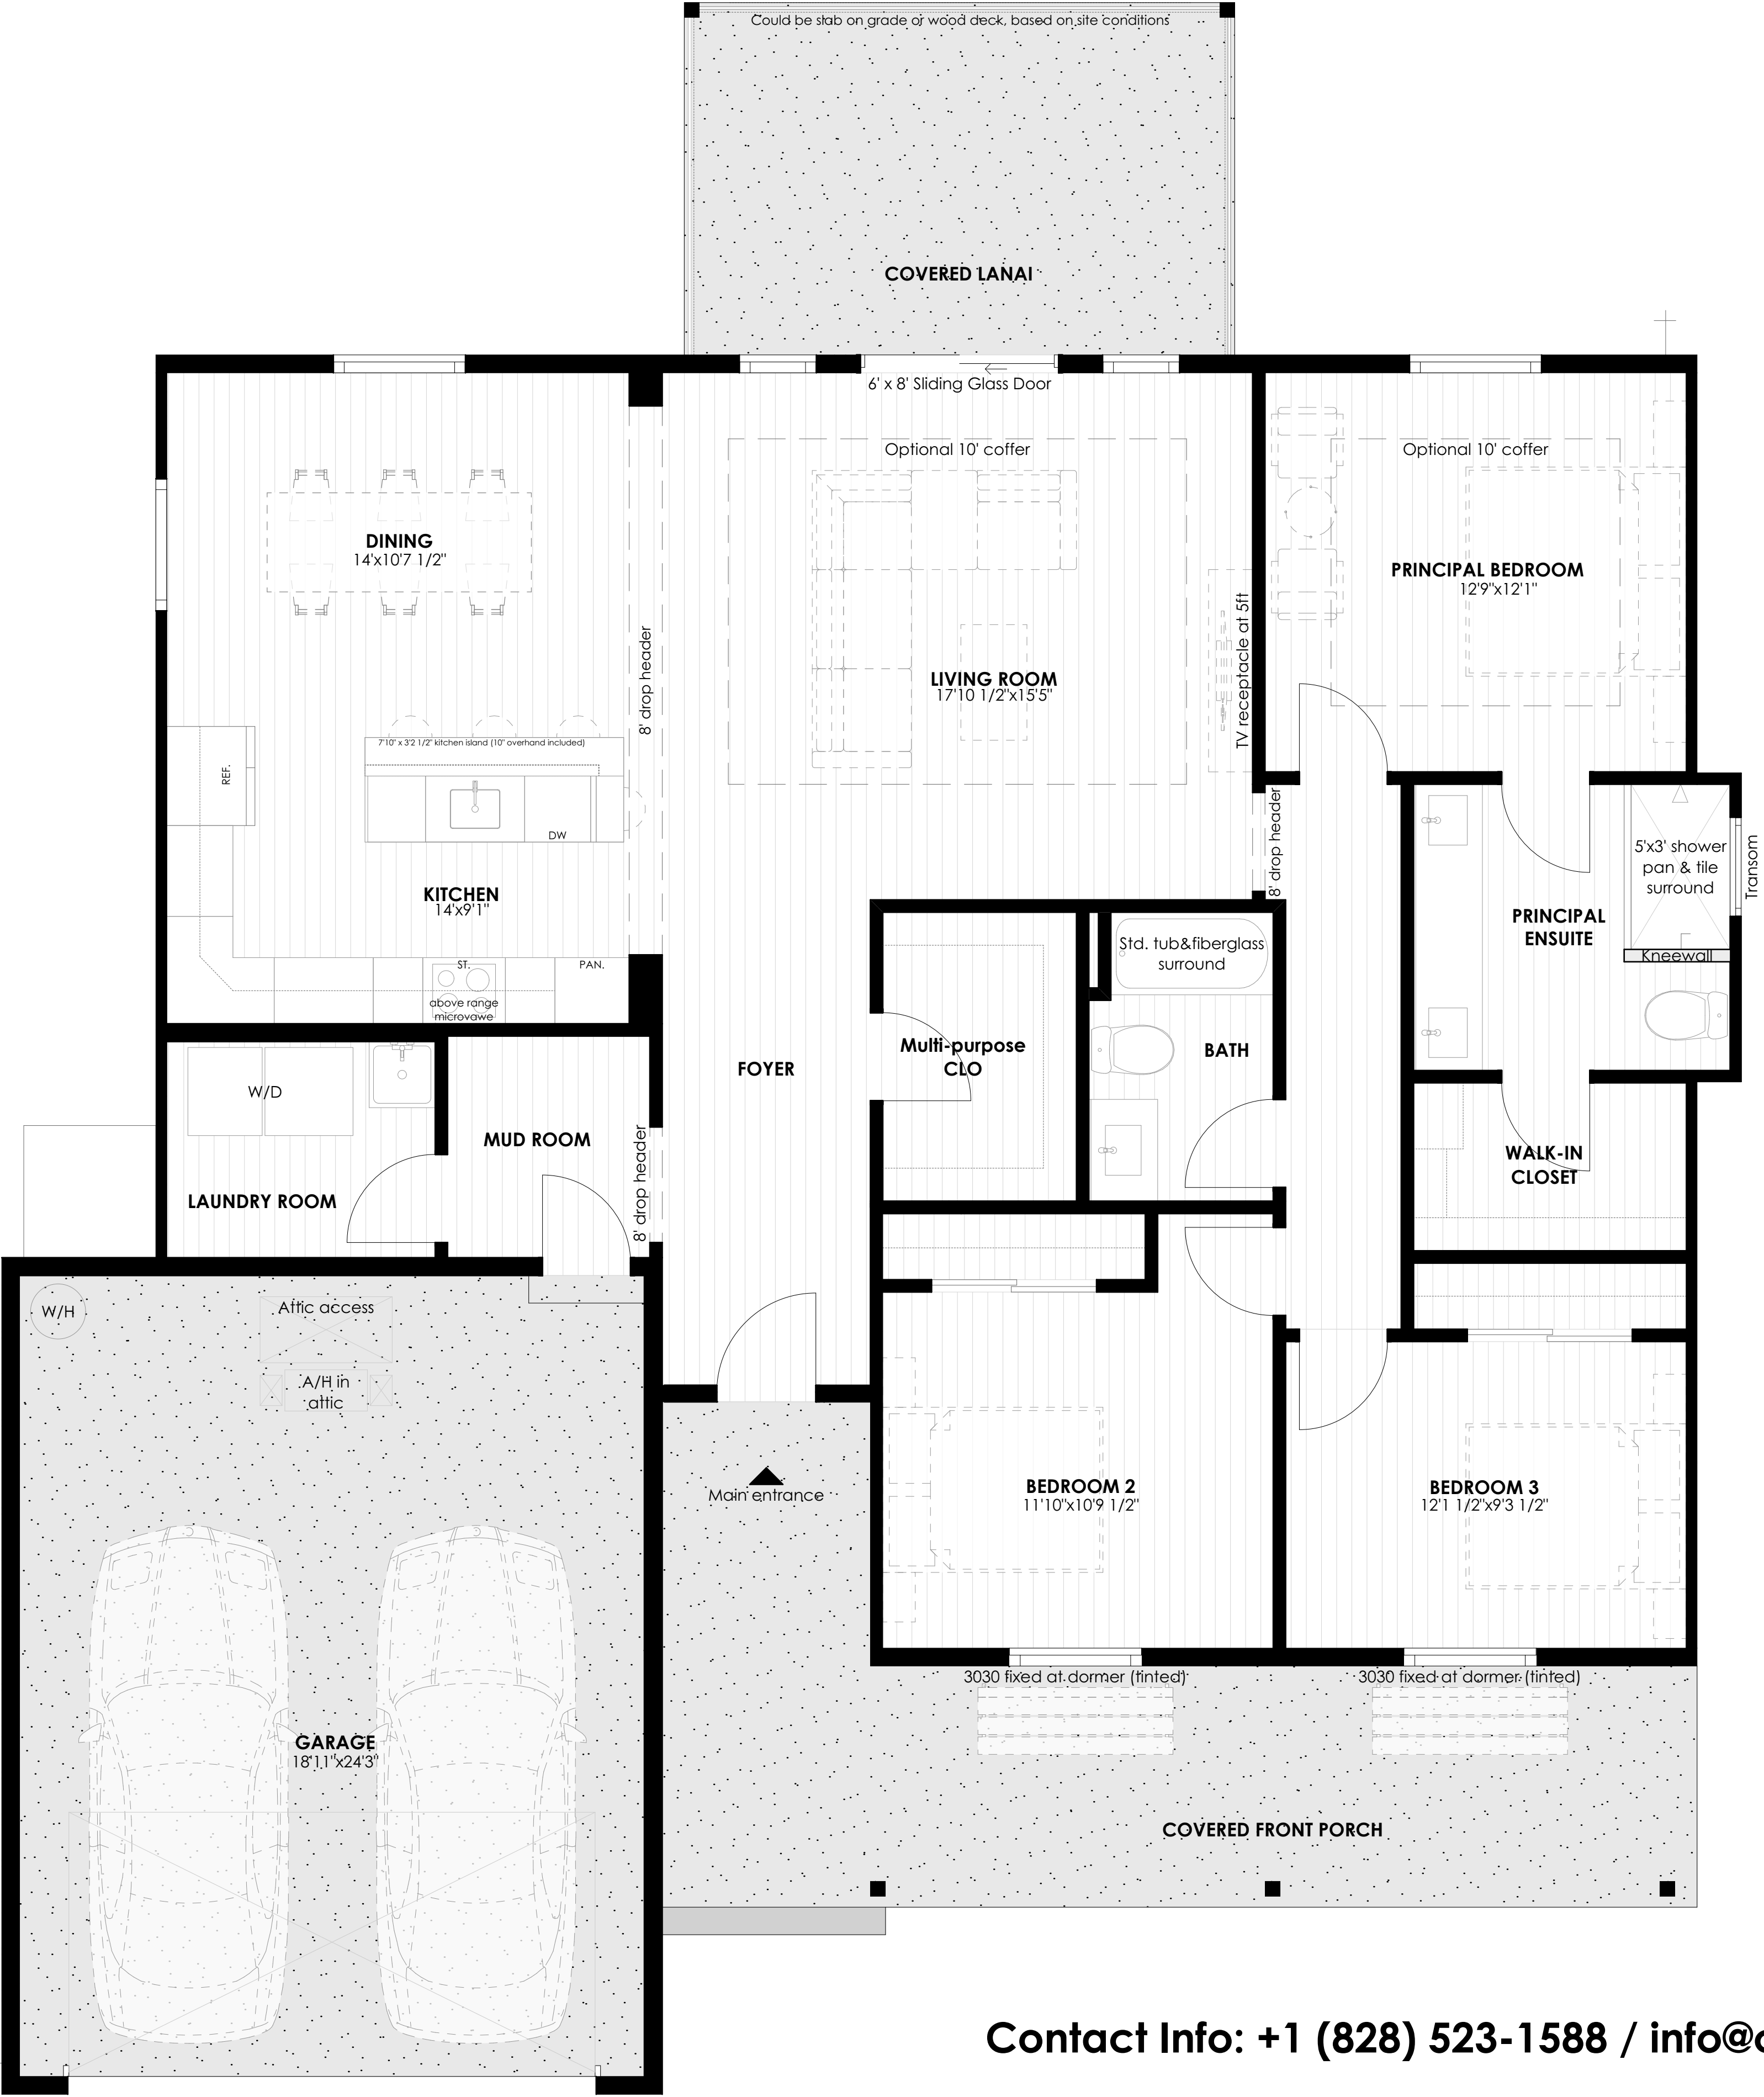 Could be slab on grade or wood deck, based on site conditions
COVERED LANAI
6' x 8' Sliding Glass Door
Optional 10' coffer
Optional 10' coffer
DINING
14'x10'7 1/2"
PRINCIPAL BEDROOM
12'9"x12'1"
8' drop header
LIVING ROOM
17'10 1/2"x15'5"
TV receptacle at 5ft
7'10" x 3'2 1/2" kitchen island (10" overhand included)
REF.
DW
8' drop header
5'x3' shower
pan & tile
surround
Transom
KITCHEN
14'x9'1"
PRINCIPAL
ENSUITE
Std. tub&fiberglass
surround
Kneewall
ST.
PAN.
above range
microvawe
Multi-purpose
CLO
BATH
FOYER
W/D
MUD ROOM
8' drop header
WALK-IN
CLOSET
LAUNDRY ROOM
W/H
Attic access
A/H in
attic
Main entrance
BEDROOM 2
11'10"x10'9 1/2"
BEDROOM 3
12'1 1/2"x9'3 1/2"
3030 fixed at dormer (tinted)
3030 fixed at dormer (tinted)
GARAGE
18'11"x24'3"
COVERED FRONT PORCH
Contact Info: +1 (828) 523-1588 / info@